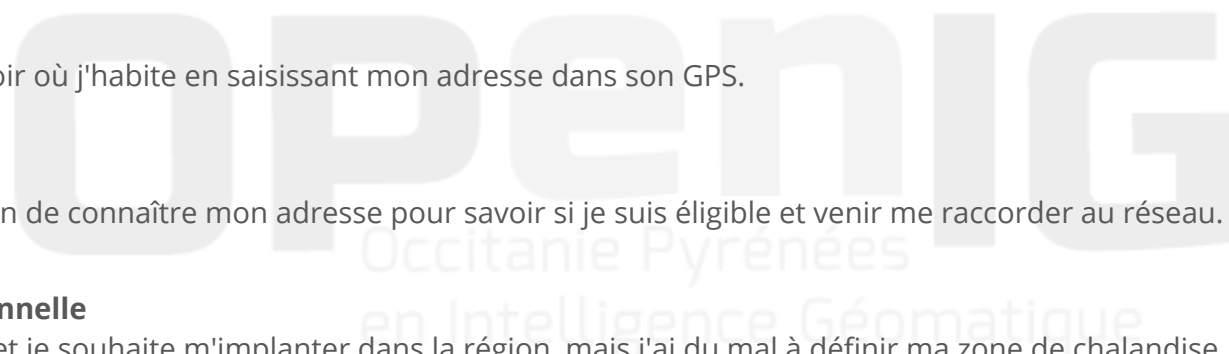 OPenIG
oir où j'habite en saisissant mon adresse dans son GPS.
n de connaître mon adresse pour savoir si je suis éligible et venir me raccorder au réseau.
Occitanie Pyrénées
nnelle
en Intelligence Géomatique
et je souhaite m'implanter dans la région, mais j'ai du mal à définir ma zone de chalandise